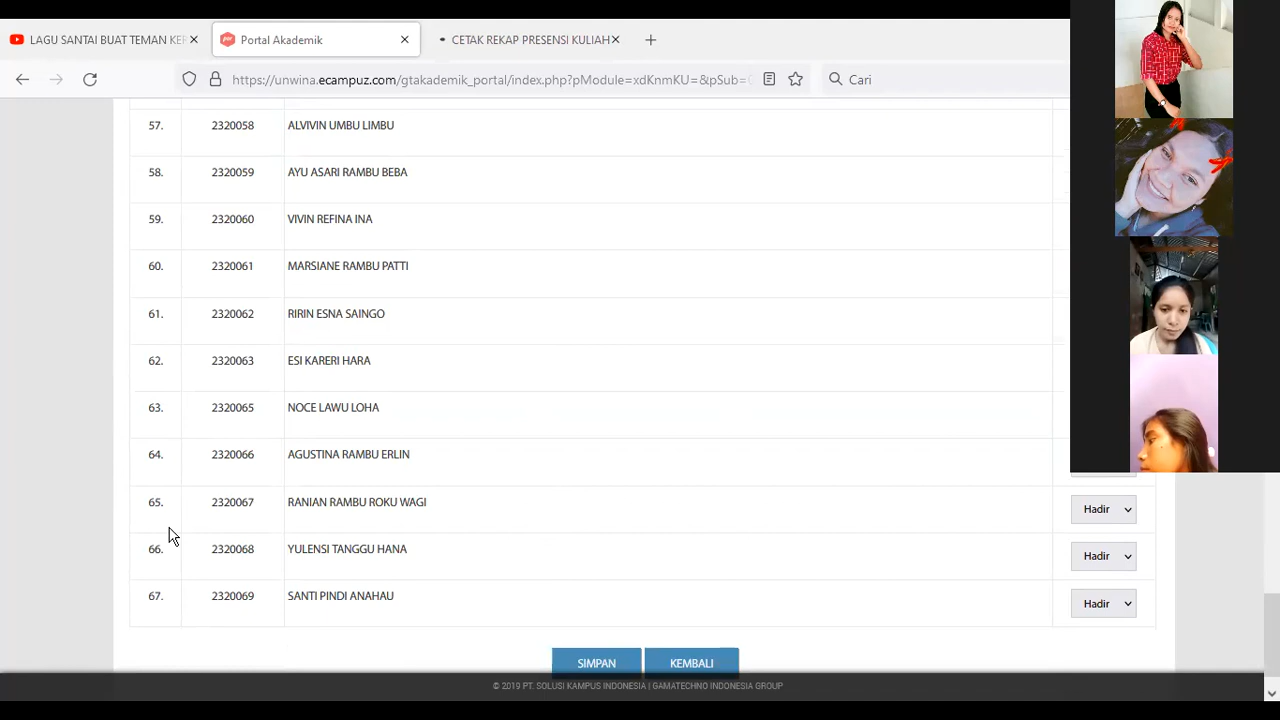 LAGU SANTAI BUAT TEMAN KER
Portal Akademik
CETAK REKAP PRESENSI KULIAH
https://unwina.ecampuz.com/gtakademik_portal/index.php?pModule=xdKnmKU=&pSub=
Cari
57. 2320058 ALVIVIN UMBU LIMBU
58. 2320059 AYU ASARI RAMBU BEBA
59. 2320060 VIVIN REFINA INA
60. 2320061 MARSIANE RAMBU PATTI
61. 2320062 RIRIN ESNA SAINGO
62. 2320063 ESI KARERI HARA
63. 2320065 NOCE LAWU LOHA
64. 2320066 AGUSTINA RAMBU ERLIN
65. 2320067 RANIAN RAMBU ROKU WAGI Hadir
66. 2320068 YULENSI TANGGU HANA Hadir
67. 2320069 SANTI PINDI ANAHAU Hadir
SIMPAN KEMBALI
© 2019 PT. SOLUSI KAMPUS INDONESIA | GAMATECHNO INDONESIA GROUP